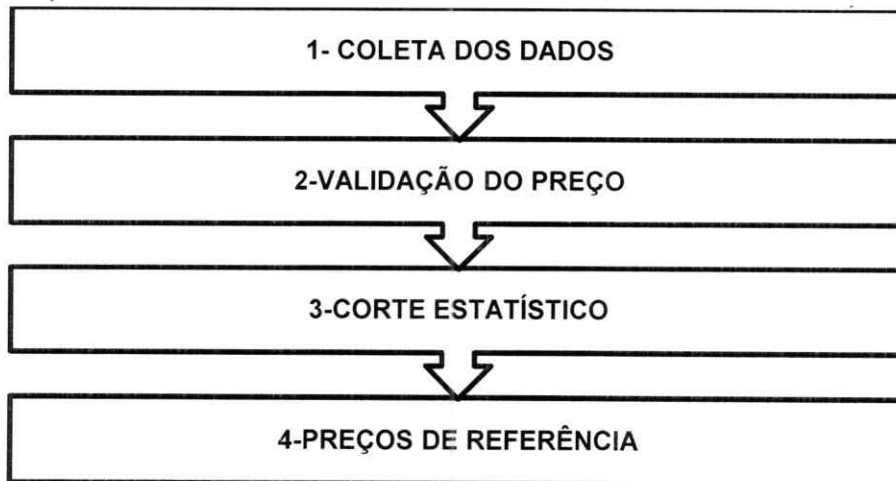 1- COLETA DOS DADOS
2-VALIDAÇÃO DO PREÇO
3-CORTE ESTATÍSTICO
4-PREÇOS DE REFERÊNCIA